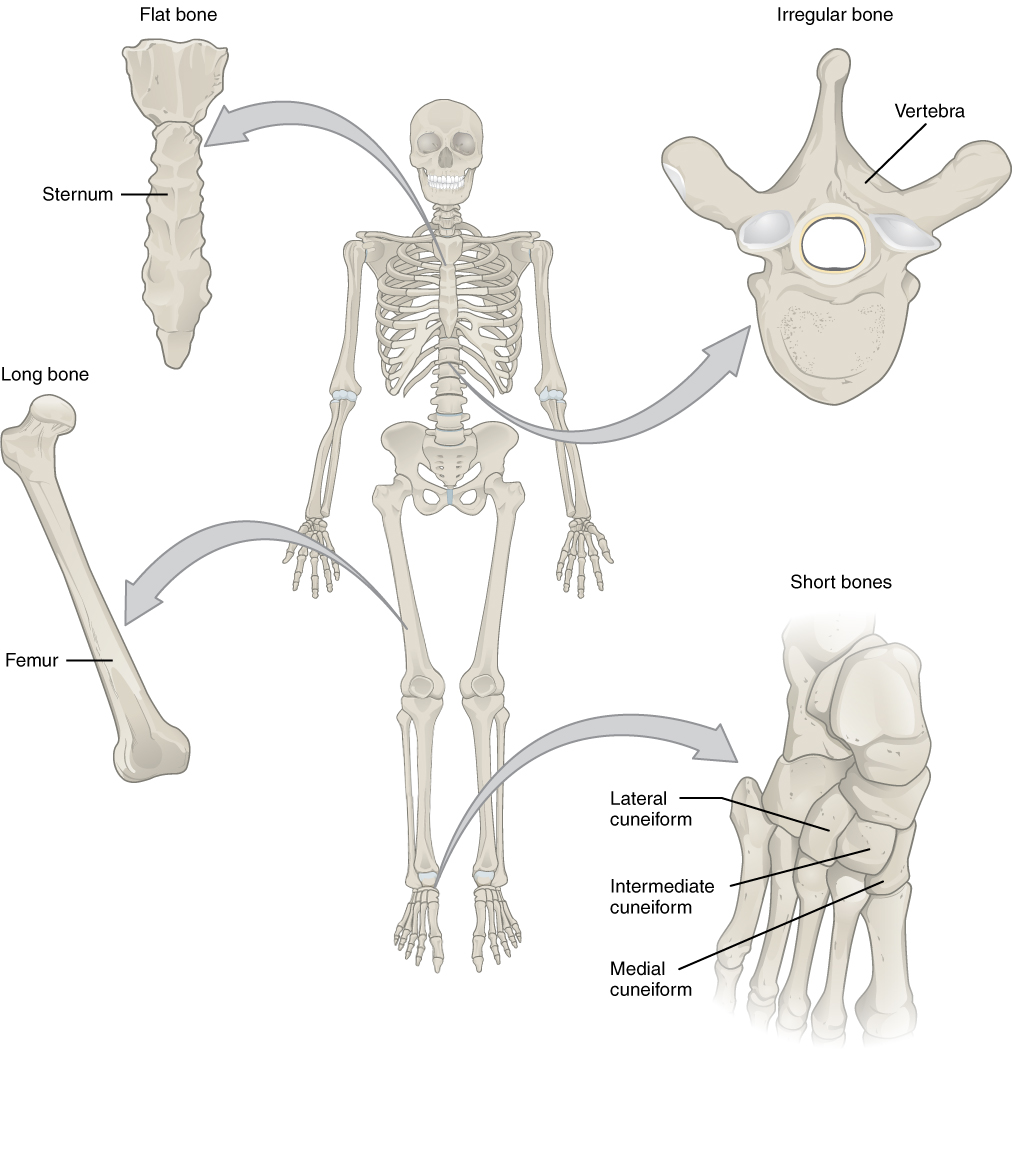 Flat bone
Irregular bone
Vertebra
Sternum
Long bone
Femur
Short bones
Lateral
cuneiform
Intermediate
cuneiform
Medial
cuneiform